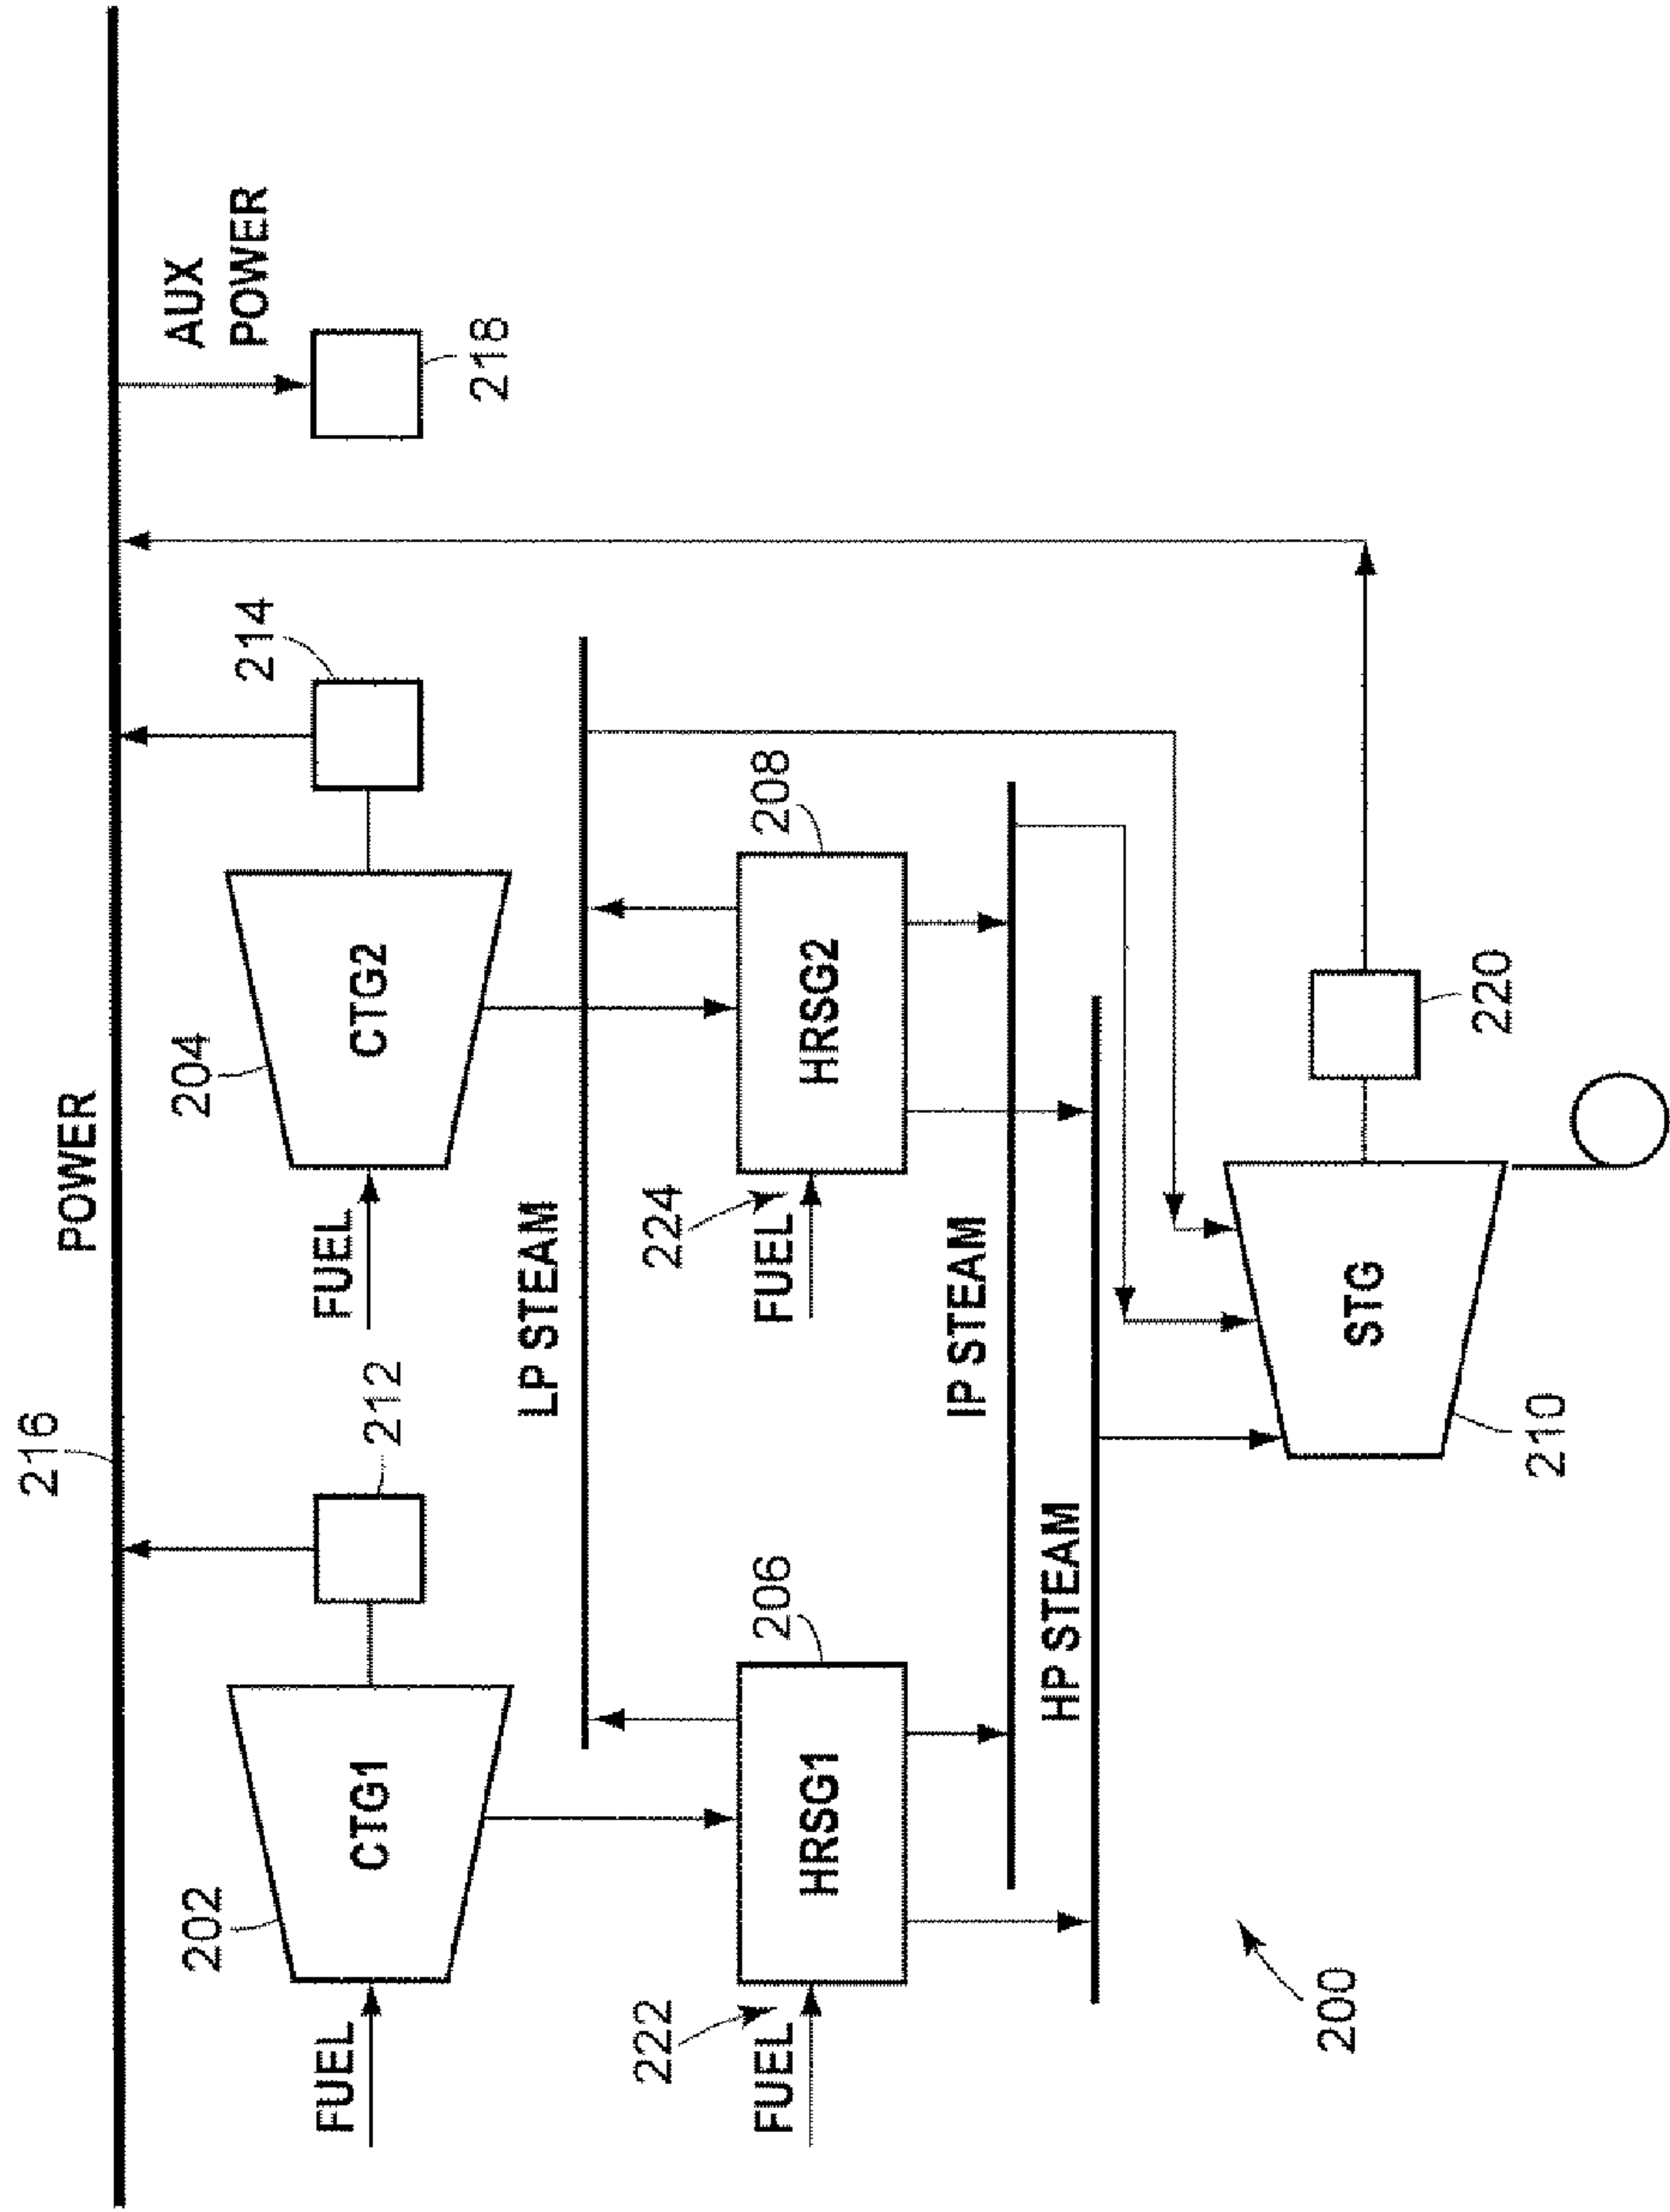 216
POWER
AUX
POWER
202
CTG1
FUEL
212
204
CTG2
FUEL
214
218
LP STEAM
222
FUEL
HRSG1
206
224
FUEL
HRSG2
208
IP STEAM
HP STEAM
STG
210
220
200